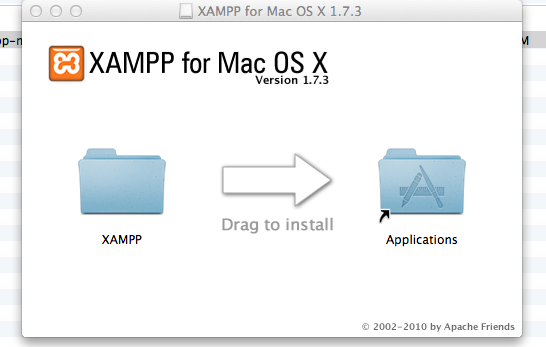 XAMPP for Mac OS X 1.7.3
XAMPP for Mac OS X
Version 1.7.3
Drag to install
XAMPP
Applications
© 2002-2010 by Apache Friends